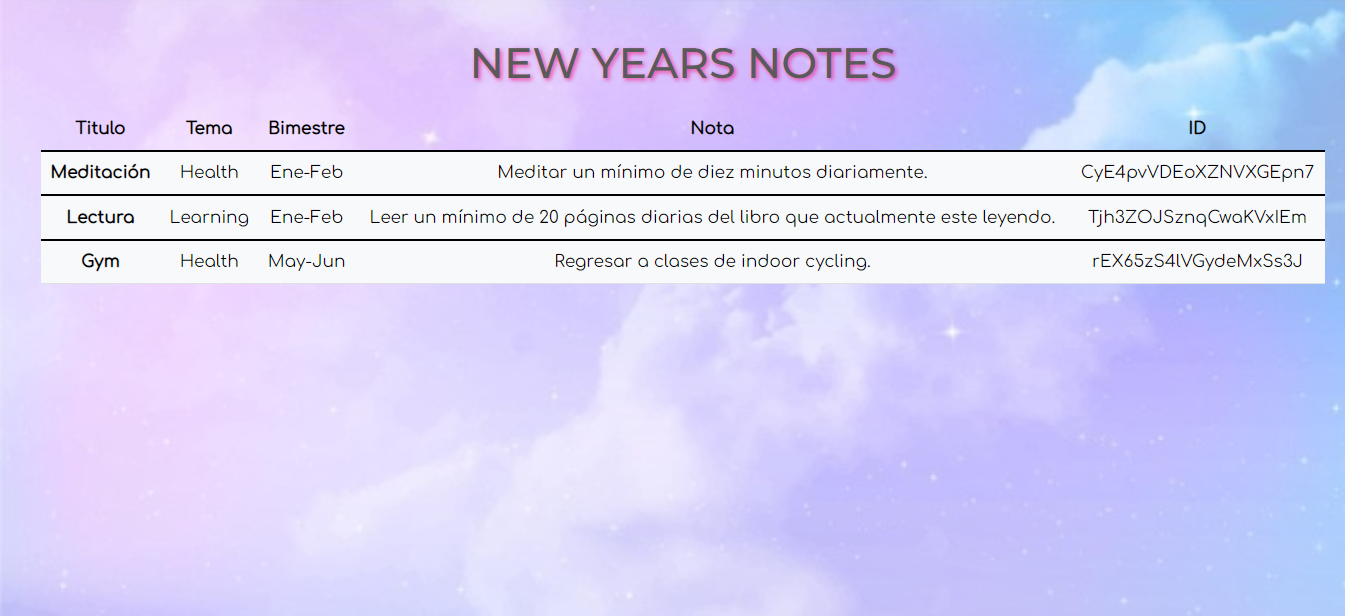 NEW YEARS NOTES
Titulo Tema Bimestre Nota ID
Meditación Health Ene-Feb Meditar un mínimo de diez minutos diariamente. CyE4pvVDEoXZNVXGEpn7
Lectura Learning Ene-Feb Leer un mínimo de 20 páginas diarias del libro que actualmente este leyendo. Tjh3ZOJSznqCwaKVxIEm
Gym Health May-Jun Regresar a clases de indoor cycling. rEX65zS4lVGydeMxSs3J